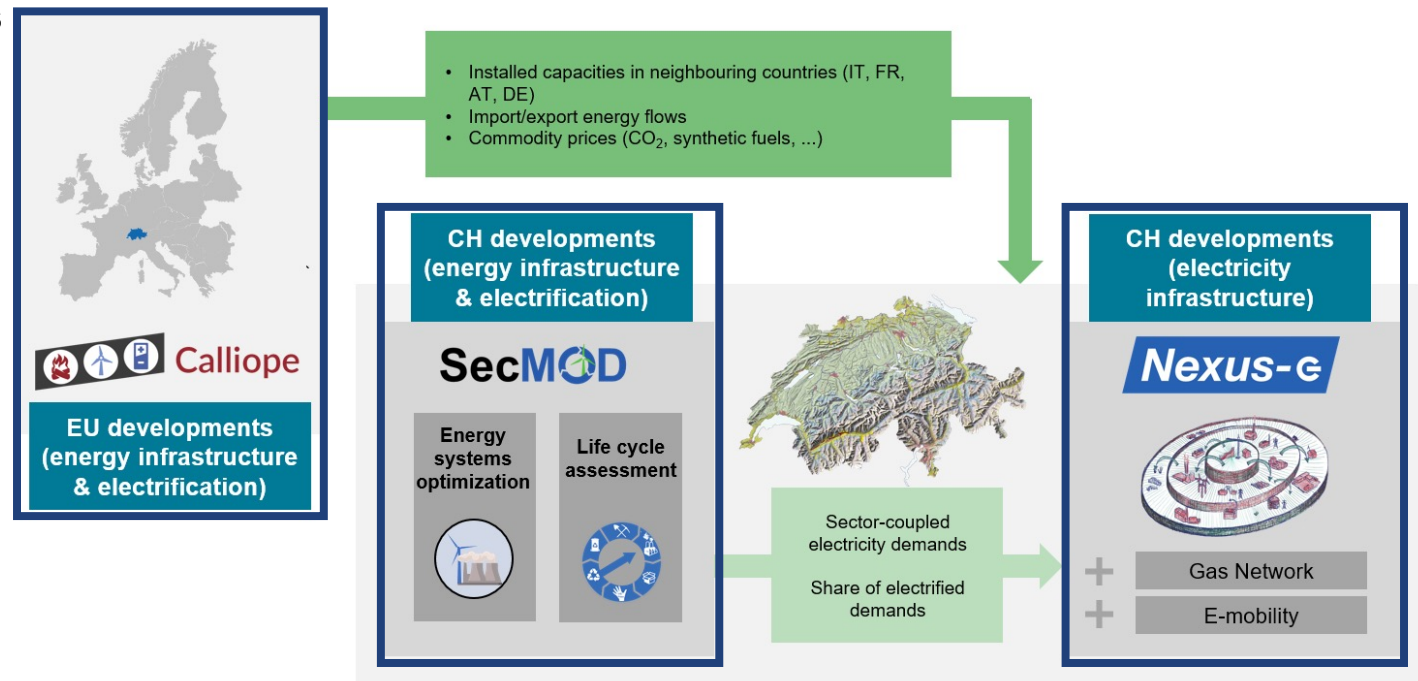 • Installed capacities in neighbouring countries (IT, FR,
AT, DE)
• Import/export energy flows
• Commodity prices (CO₂, synthetic fuels, ...)
Calliope
EU developments
(energy infrastructure
& electrification)
CH developments
(energy infrastructure
& electrification)
SecMOD
Energy
systems
optimization
Life cycle
assessment
Sector-coupled
electricity demands
Share of electrified
demands
CH developments
(electricity
infrastructure)
Nexus-e
+ Gas Network
+ E-mobility